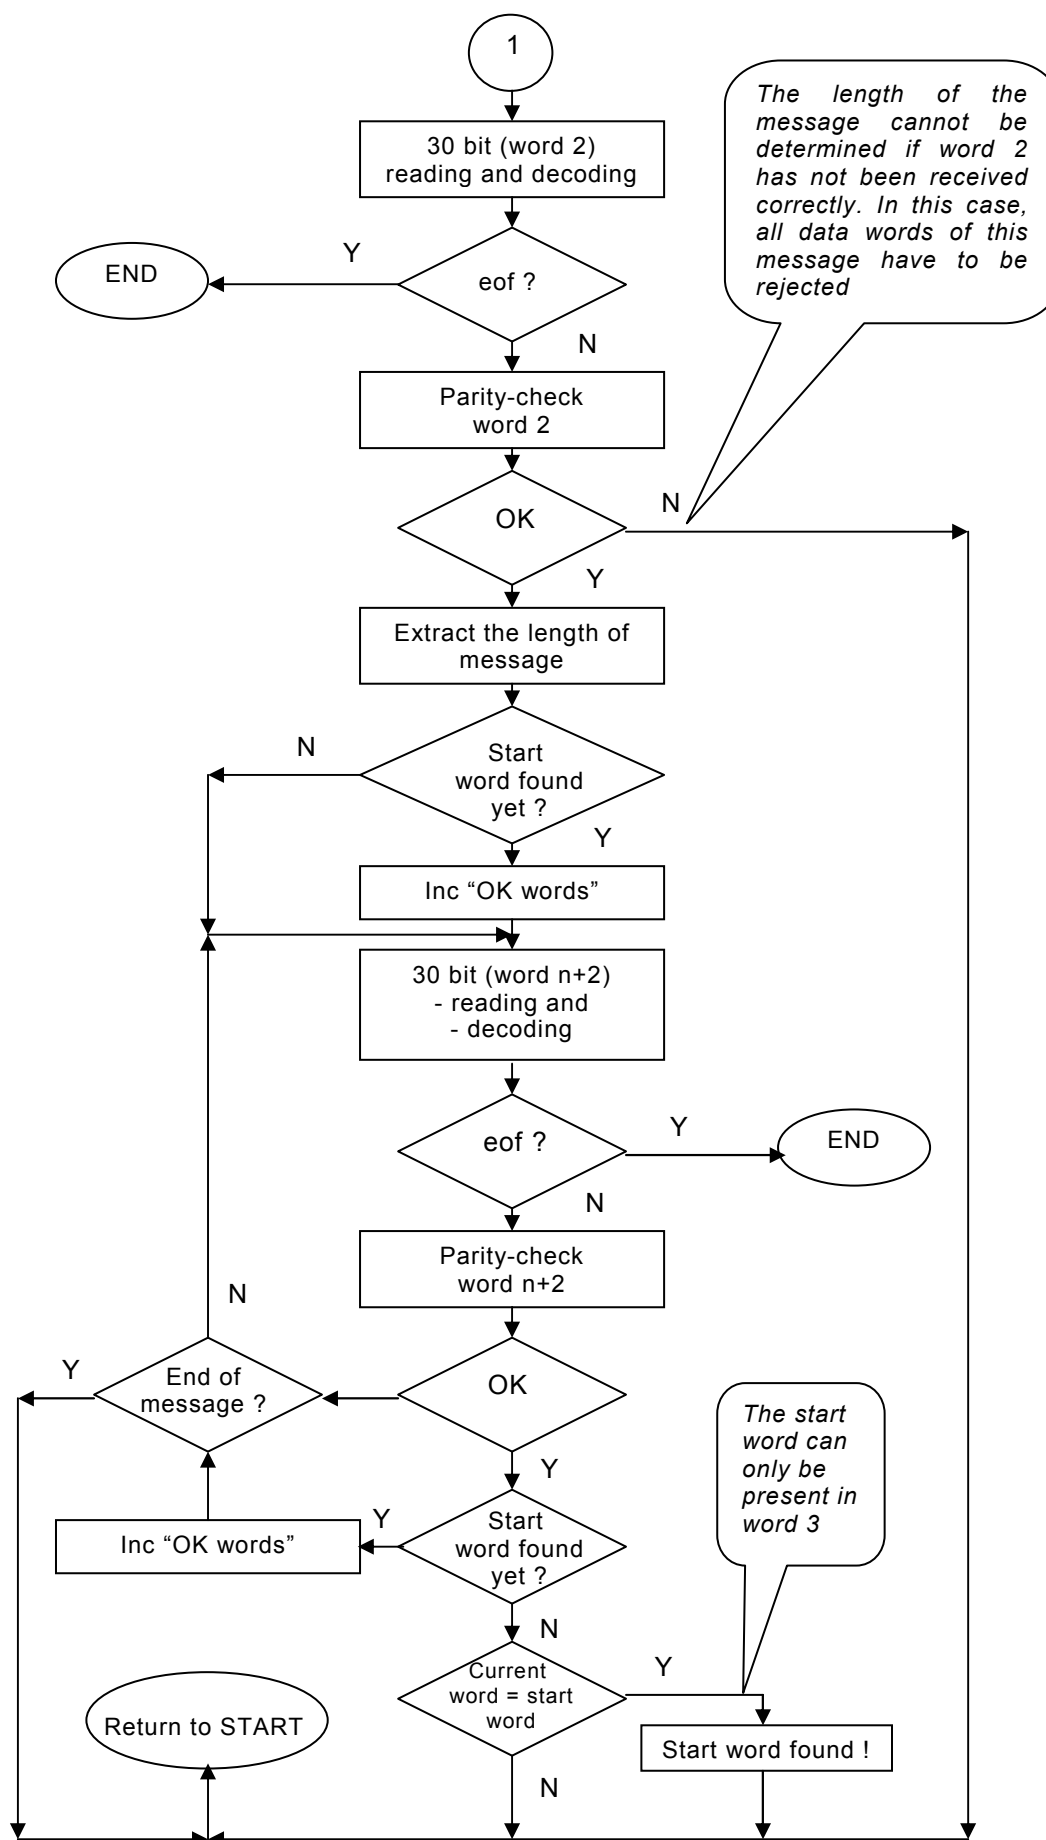 1
The length of the
message cannot be
determined if word 2
has not been received
correctly. In this case,
all data words of this
message have to be
rejected
30 bit (word 2)
reading and decoding
Y
END
eof ?
N
Parity-check
word 2
OK
N
Y
Extract the length of
message
N
Start
word found
yet ?
Y
Inc “OK words”
30 bit (word n+2)
- reading and
- decoding
eof ?
Y
END
N
Parity-check
word n+2
N
Y
End of
message ?
OK
The start
word can
only be
present in
word 3
Y
Y
Inc “OK words”
Start
word found
yet ?
N
Current
word = start
word
Y
Return to START
Start word found !
N